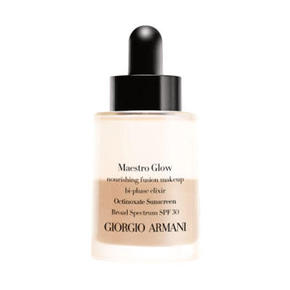 Maestro Glow
nourishing fusion makeup
bi-phase elixir
Octinoxate Sunscreen
Broad Spectrum SPF 30
GIORGIO ARMANI